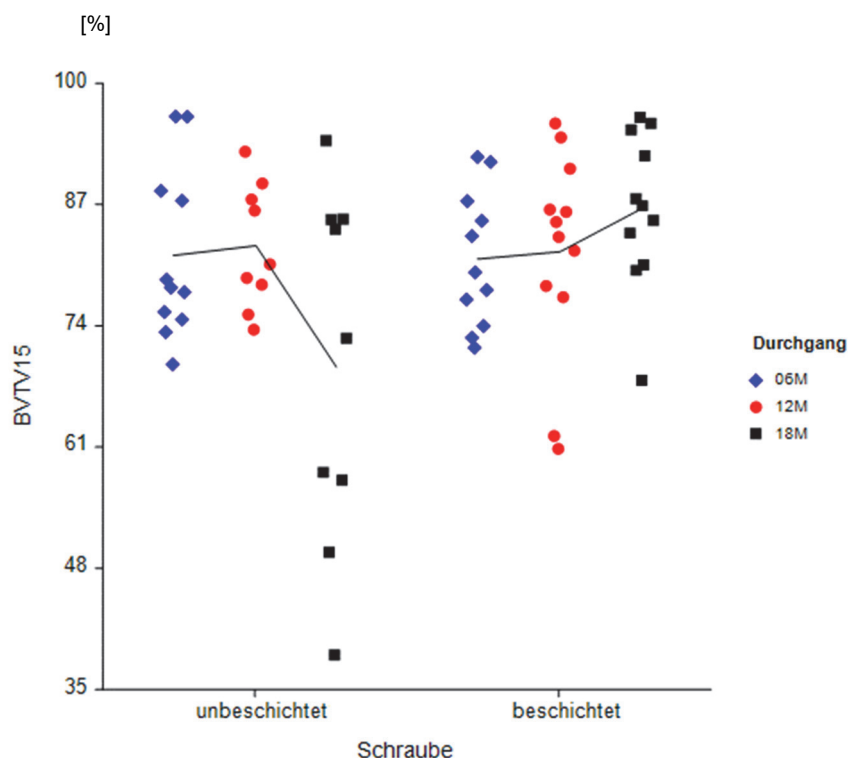 [%]
100
87
74
61
48
35
BVTV15
unbeschichtet
beschichtet
Schraube
Durchgang
06M
12M
18M